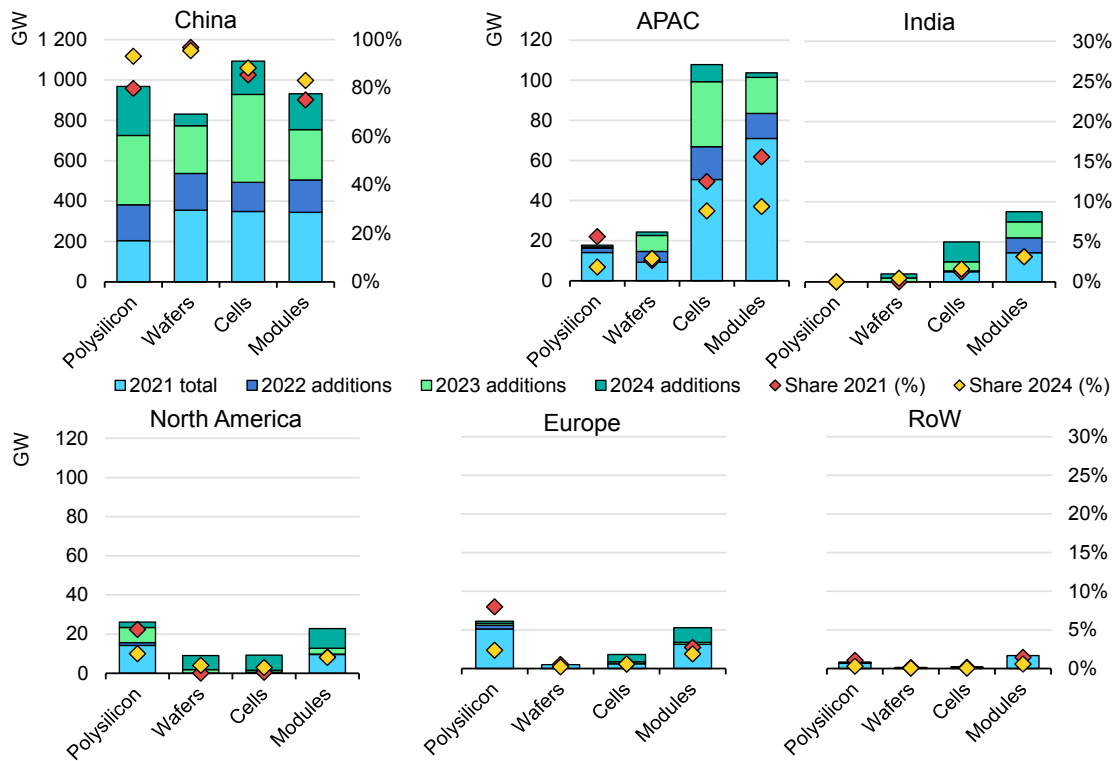 China
GW
1 200
1 000
800
600
400
200
0
100%
80%
60%
40%
20%
0%
Polysilicon
Wafers
Cells
Modules
APAC
GW
120
100
80
60
40
20
0
Polysilicon
Wafers
Cells
Modules
India
30%
25%
20%
15%
10%
5%
0%
Polysilicon
Wafers
Cells
Modules
2021 total
2022 additions
2023 additions
2024 additions
Share 2021 (%)
Share 2024 (%)
North America
GW
120
100
80
60
40
20
0
Polysilicon
Wafers
Cells
Modules
Europe
Polysilicon
Wafers
Cells
Modules
RoW
30%
25%
20%
15%
10%
5%
0%
Polysilicon
Wafers
Cells
Modules